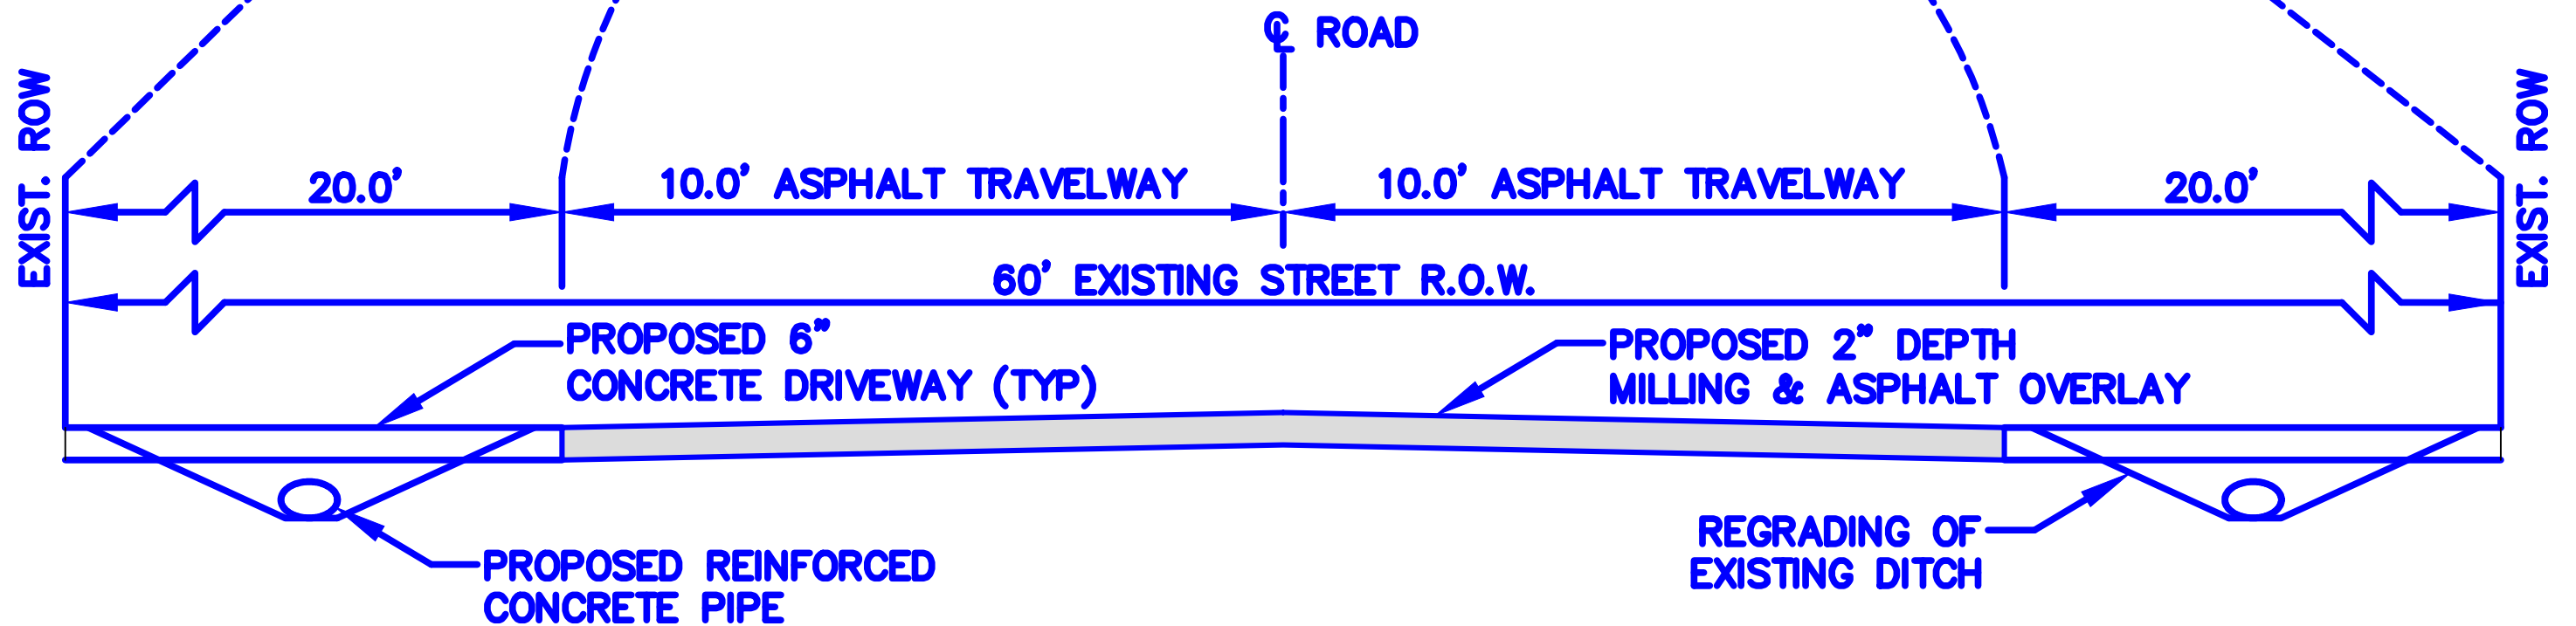 ℄ ROAD
EXIST. ROW
EXIST. ROW
20.0'
10.0' ASPHALT TRAVELWAY
10.0' ASPHALT TRAVELWAY
20.0'
60' EXISTING STREET R.O.W.
PROPOSED 6"
CONCRETE DRIVEWAY (TYP)
PROPOSED 2" DEPTH
MILLING & ASPHALT OVERLAY
PROPOSED REINFORCED
CONCRETE PIPE
REGRADING OF
EXISTING DITCH